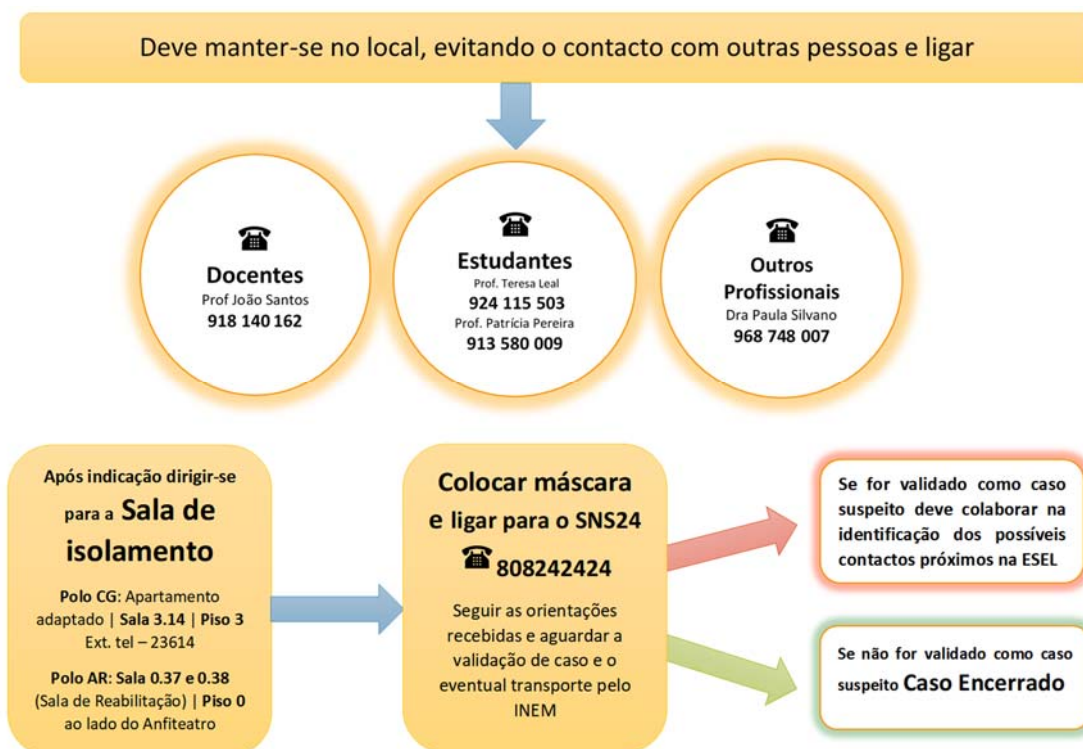 Deve manter-se no local, evitando o contacto com outras pessoas e ligar
Docentes
Prof João Santos
918 140 162
Estudantes
Prof. Teresa Leal
924 115 503
Prof. Patrícia Pereira
913 580 009
Outros
Profissionais
Dra Paula Silvano
968 748 007
Após indicação dirigir-se
para a Sala de
isolamento
Polo CG: Apartamento
adaptado | Sala 3.14 | Piso 3
Ext. tel – 23614
Polo AR: Sala 0.37 e 0.38
(Sala de Reabilitação) | Piso 0
ao lado do Anfiteatro
Colocar máscara
e ligar para o SNS24
808242424
Seguir as orientações
recebidas e aguardar a
validação de caso e o
eventual transporte pelo
INEM
Se for validado como caso
suspeito deve colaborar na
identificação dos possíveis
contactos próximos na ESEL
Se não for validado como caso
suspeito Caso Encerrado